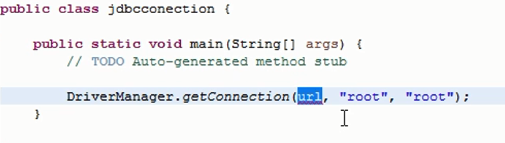 public class jdbcconection {
public static void main(String[] args) {
// TODO Auto-generated method stub
DriverManager.getConnection(url, "root", "root");
}